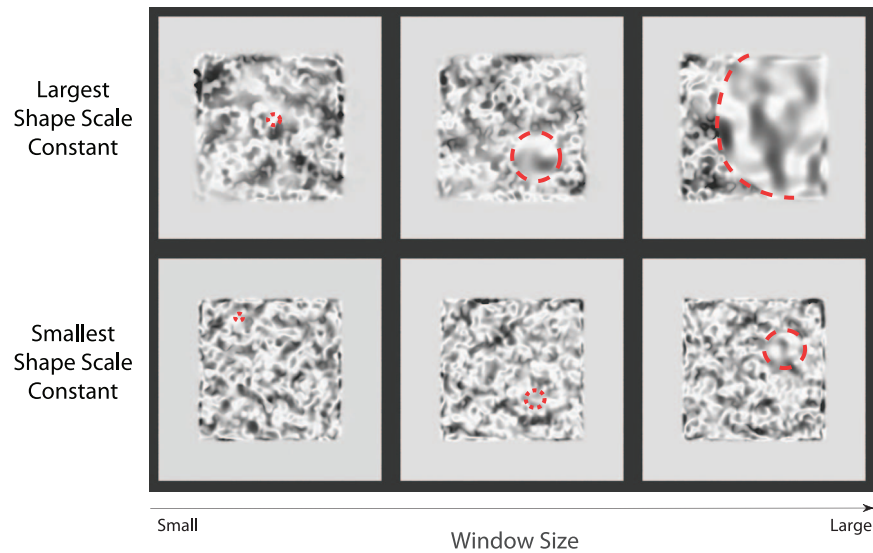 Largest
Shape Scale
Constant
Smallest
Shape Scale
Constant
Small
Large
Window Size